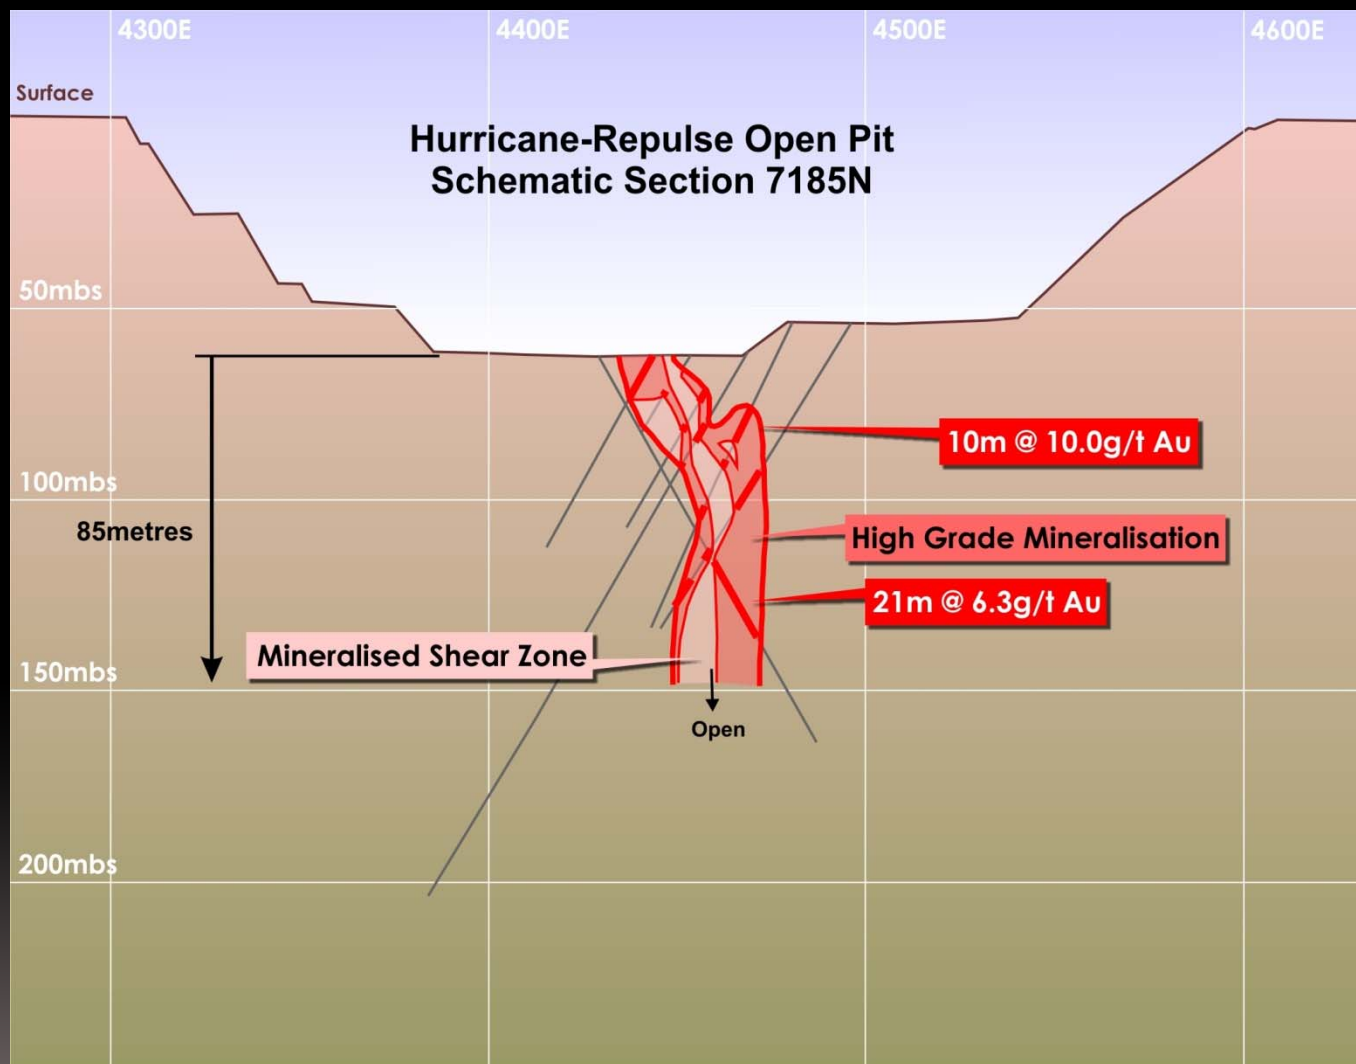 4300E
4400E
4500E
4600E
Surface
Hurricane-Repulse Open Pit
Schematic Section 7185N
50mbs
10m @ 10.0g/t Au
100mbs
85metres
High Grade Mineralisation
21m @ 6.3g/t Au
Mineralised Shear Zone
150mbs
Open
200mbs